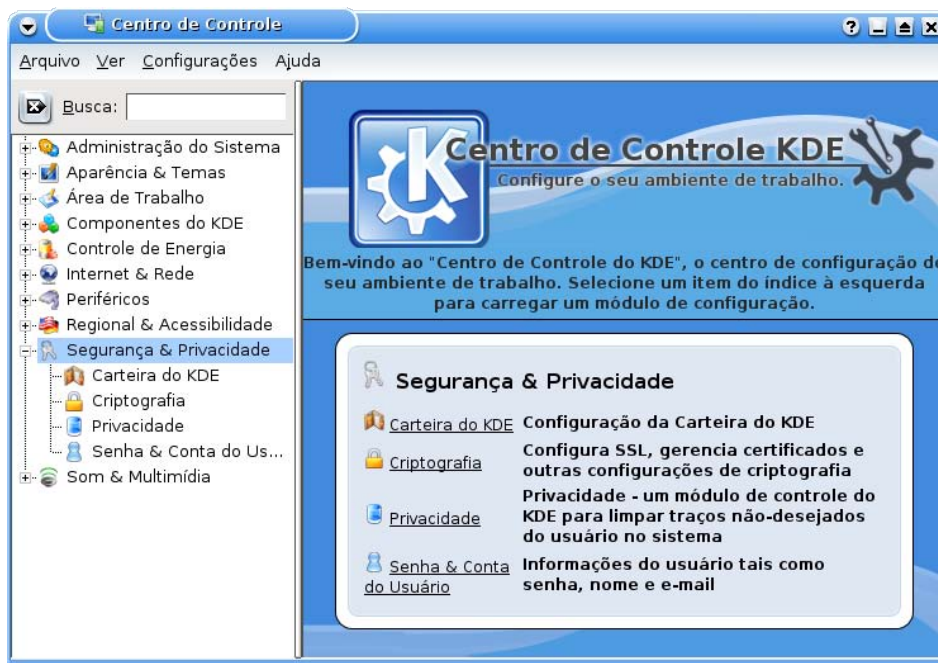 Centro de Controle
Arquivo Ver Configurações Ajuda
Busca:
Administração do Sistema
Aparência & Temas
Área de Trabalho
Componentes do KDE
Controle de Energia
Internet & Rede
Periféricos
Regional & Acessibilidade
Segurança & Privacidade
Carteira do KDE
Criptografia
Privacidade
Senha & Conta do Us...
Som & Multimídia
Centro de Controle KDE
Configure o seu ambiente de trabalho.
Bem-vindo ao "Centro de Controle do KDE", o centro de configuração de
seu ambiente de trabalho. Selecione um item do índice à esquerda
para carregar um módulo de configuração.
Segurança & Privacidade
Carteira do KDE Configuração da Carteira do KDE
Criptografia Configura SSL, gerencia certificados e
outras configurações de criptografia
Privacidade Privacidade - um módulo de controle do
KDE para limpar traços não-desejados
do usuário no sistema
Senha & Conta Informações do usuário tais como
do Usuário senha, nome e e-mail